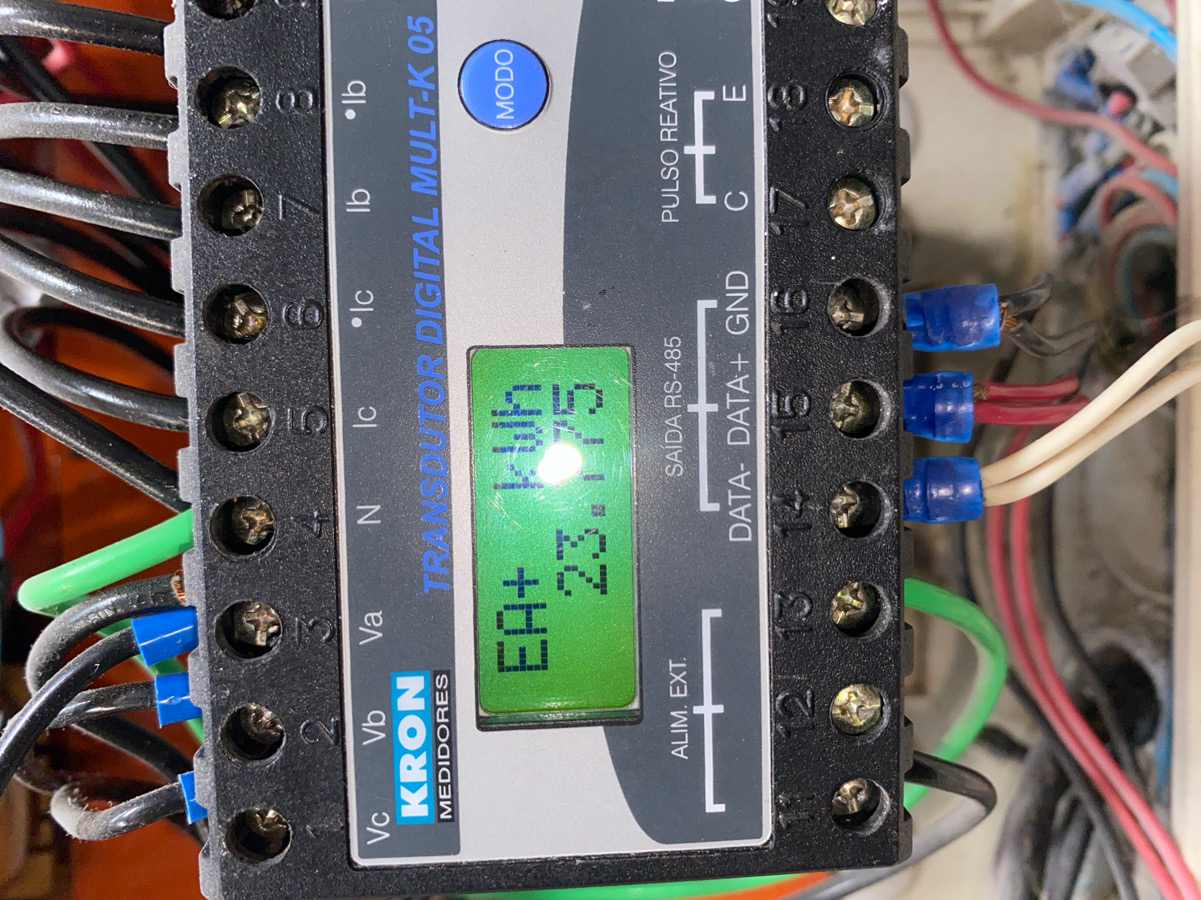 1 2 3 4 5 6 7 8
Vc Vb Va N Ic •Ic Ib •Ib
KRON
MEDIDORES
TRANSDUTOR DIGITAL MULT-K 05
MODO
EA+ kWh
ALIM. EXT.
SAÍDA RS-485
PULSO REATIVO
DATA- DATA+ GND
C E
11 12 13 14 15 16 17 18